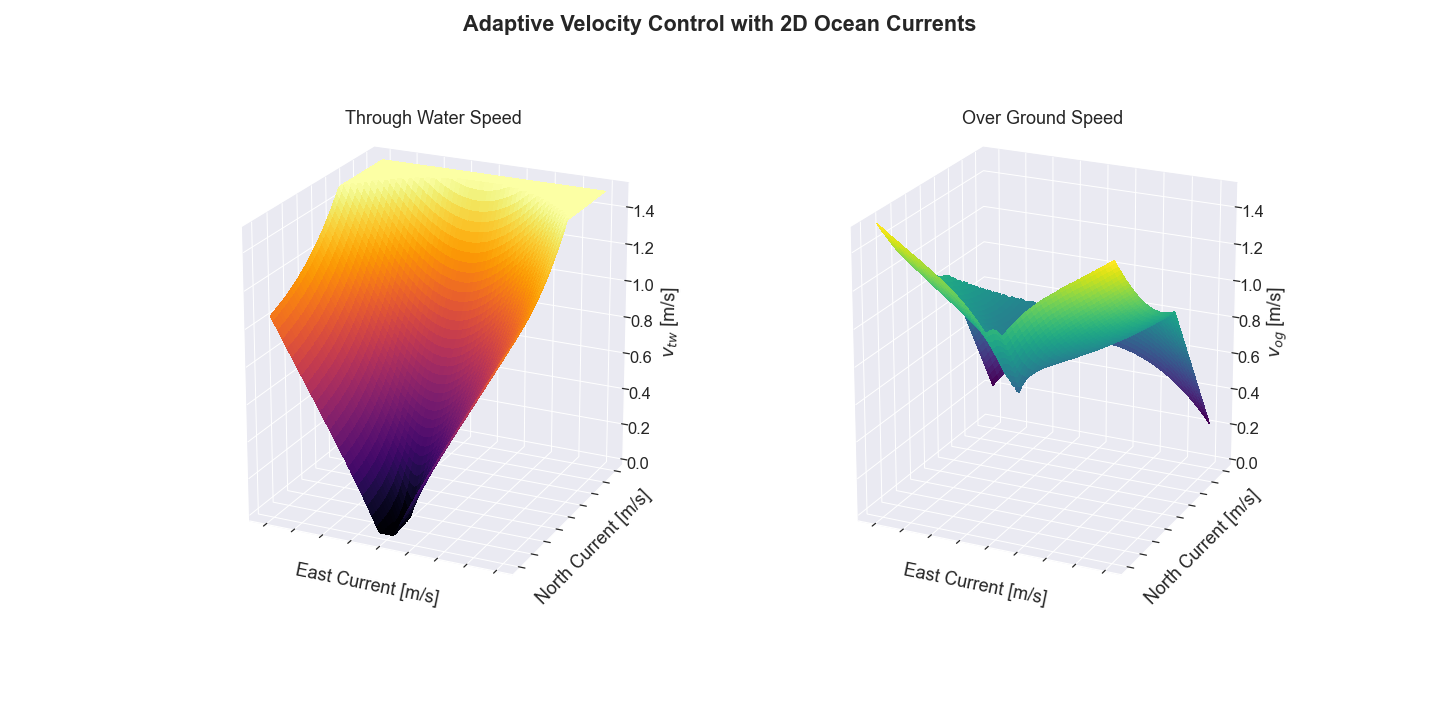 Adaptive Velocity Control with 2D Ocean Currents
Through Water Speed
1.4
1.2
1.0
0.8
0.6
0.4
0.2
0.0
v_tw [m/s]
North Current [m/s]
East Current [m/s]
Over Ground Speed
1.4
1.2
1.0
0.8
0.6
0.4
0.2
0.0
v_og [m/s]
North Current [m/s]
East Current [m/s]